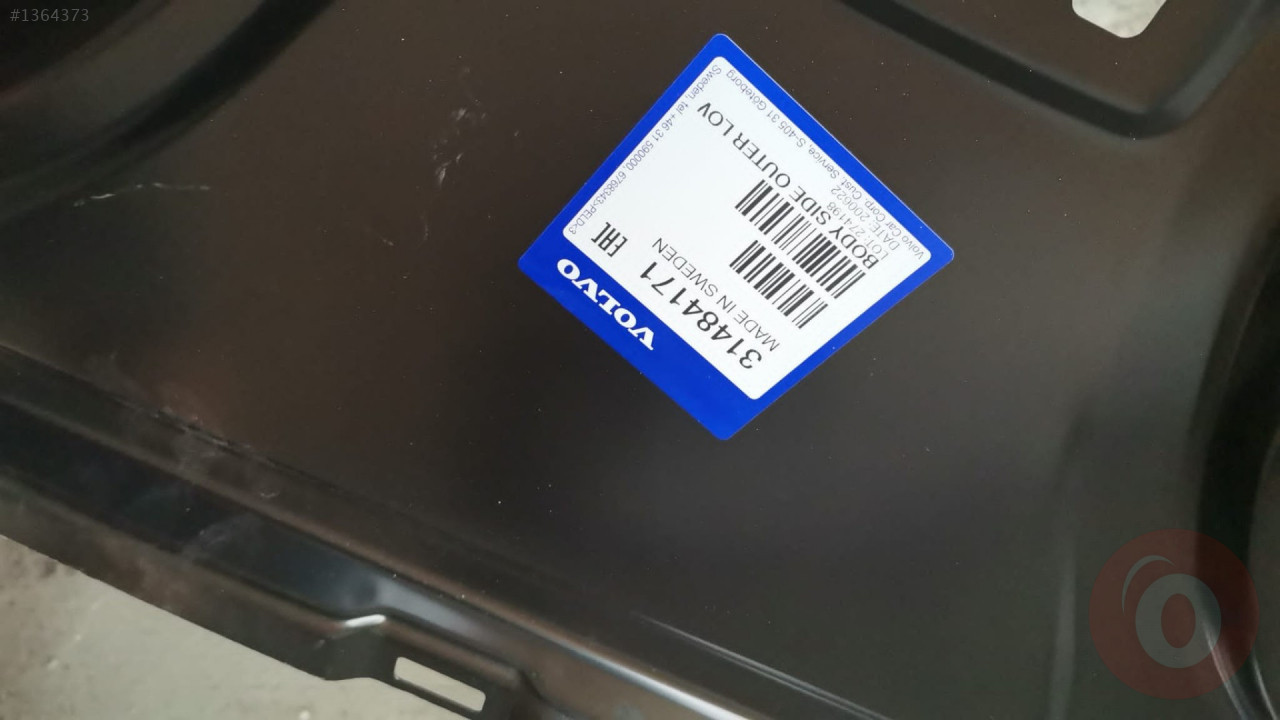 #1364373
VOLVO
31484171
EAC
MADE IN SWEDEN
BODY SIDE OUTER LOV
LOT: 274198
DATE: 200622
Volvo Car Corp. Cust. Service, S-405 31 Göteborg
Sweden, tel +46 31 590000,